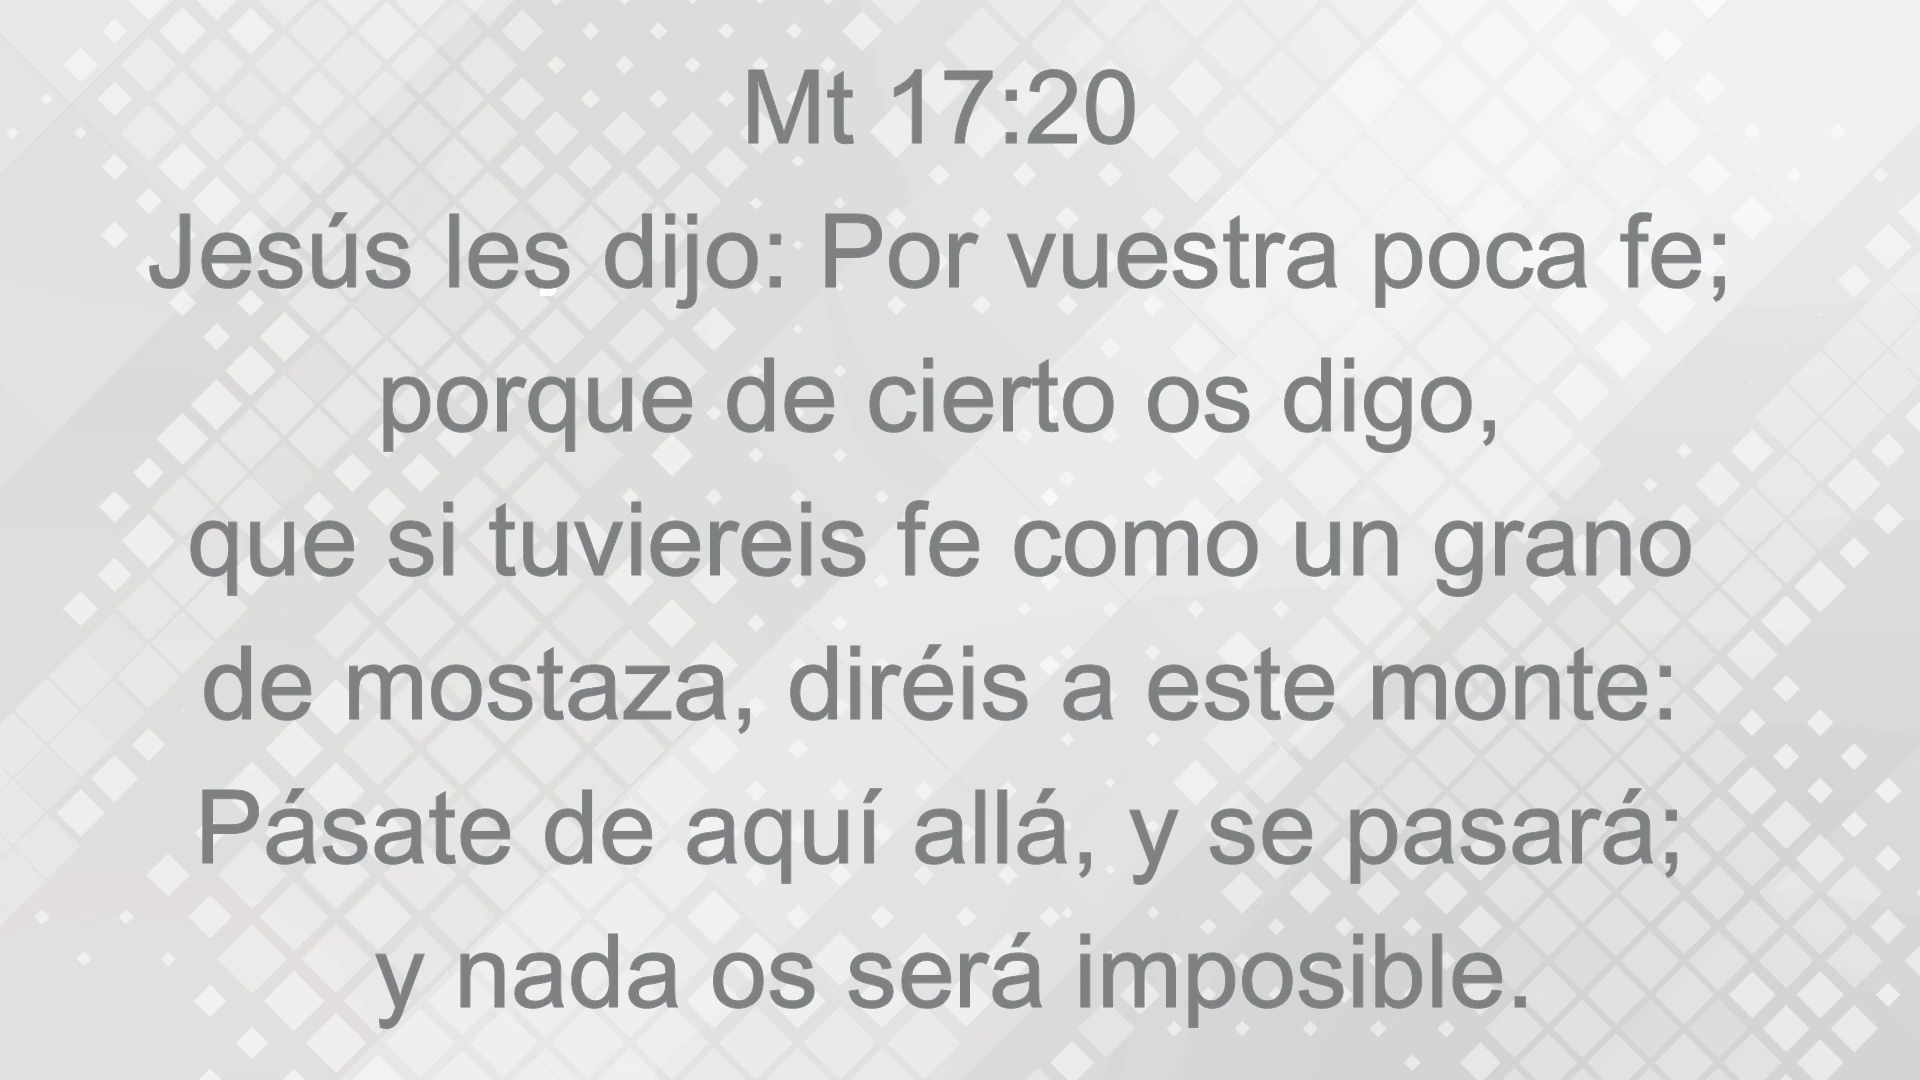 Mt 17:20
Jesús les dijo: Por vuestra poca fe;
porque de cierto os digo,
que si tuviereis fe como un grano
de mostaza, diréis a este monte:
Pásate de aquí allá, y se pasará;
y nada os será imposible.